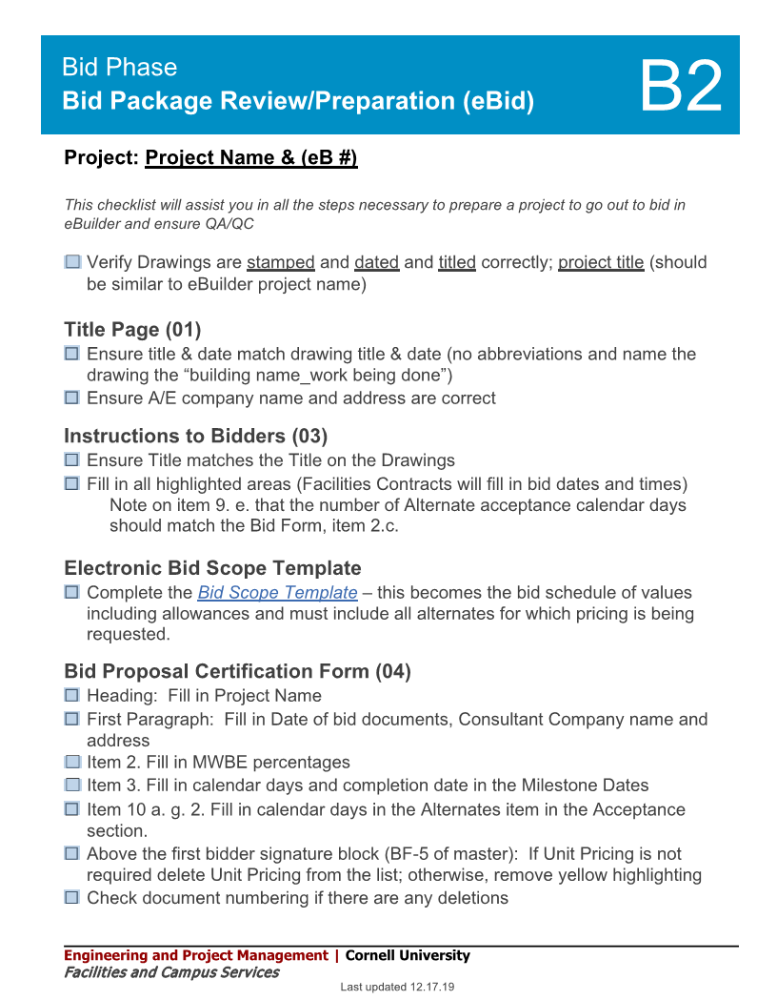 Bid Phase
Bid Package Review/Preparation (eBid)
B2
Project: Project Name & (eB #)
This checklist will assist you in all the steps necessary to prepare a project to go out to bid in
eBuilder and ensure QA/QC
Verify Drawings are stamped and dated and titled correctly; project title (should
be similar to eBuilder project name)
Title Page (01)
Ensure title & date match drawing title & date (no abbreviations and name the
drawing the “building name_work being done”)
Ensure A/E company name and address are correct
Instructions to Bidders (03)
Ensure Title matches the Title on the Drawings
Fill in all highlighted areas (Facilities Contracts will fill in bid dates and times)
Note on item 9. e. that the number of Alternate acceptance calendar days
should match the Bid Form, item 2.c.
Electronic Bid Scope Template
Complete the Bid Scope Template – this becomes the bid schedule of values
including allowances and must include all alternates for which pricing is being
requested.
Bid Proposal Certification Form (04)
Heading:  Fill in Project Name
First Paragraph:  Fill in Date of bid documents, Consultant Company name and
address
Item 2. Fill in MWBE percentages
Item 3. Fill in calendar days and completion date in the Milestone Dates
Item 10 a. g. 2. Fill in calendar days in the Alternates item in the Acceptance
section.
Above the first bidder signature block (BF-5 of master):  If Unit Pricing is not
required delete Unit Pricing from the list; otherwise, remove yellow highlighting
Check document numbering if there are any deletions
Engineering and Project Management | Cornell University
Facilities and Campus Services
Last updated 12.17.19